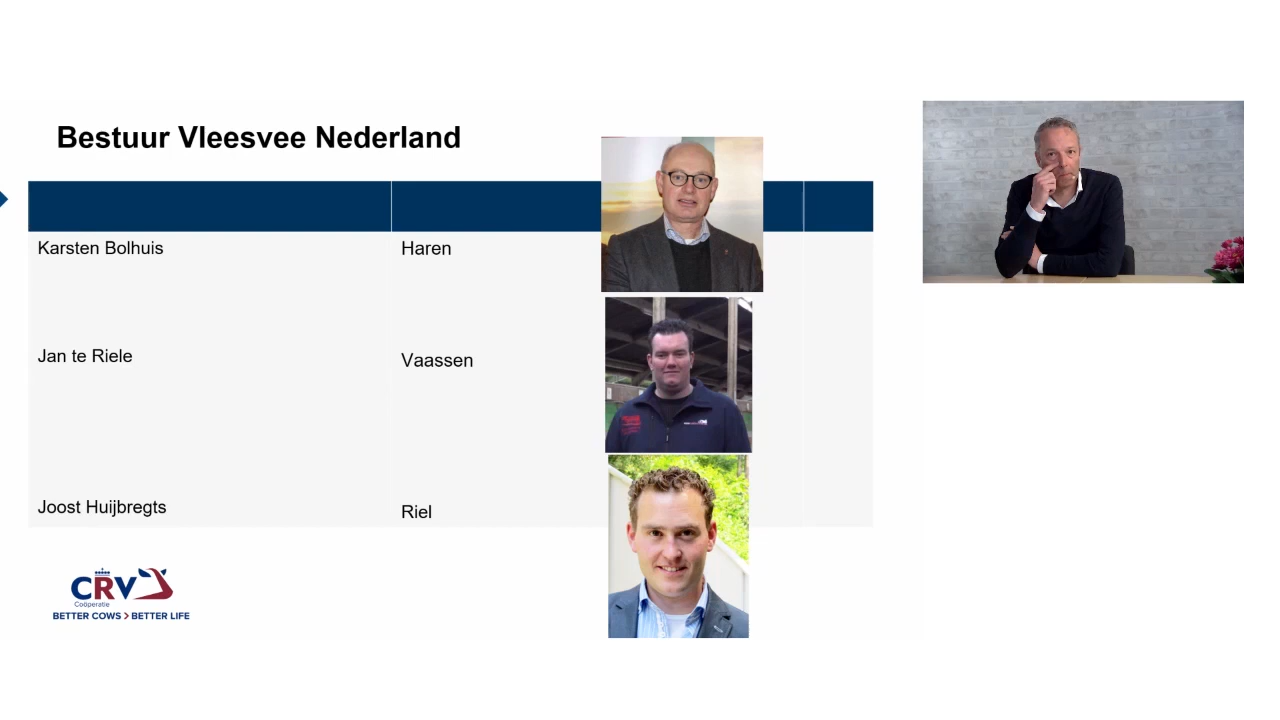 Bestuur Vleesvee Nederland
Karsten Bolhuis Haren
Jan te Riele Vaassen
Joost Huijbregts Riel
CRV
Coöperatie
BETTER COWS > BETTER LIFE